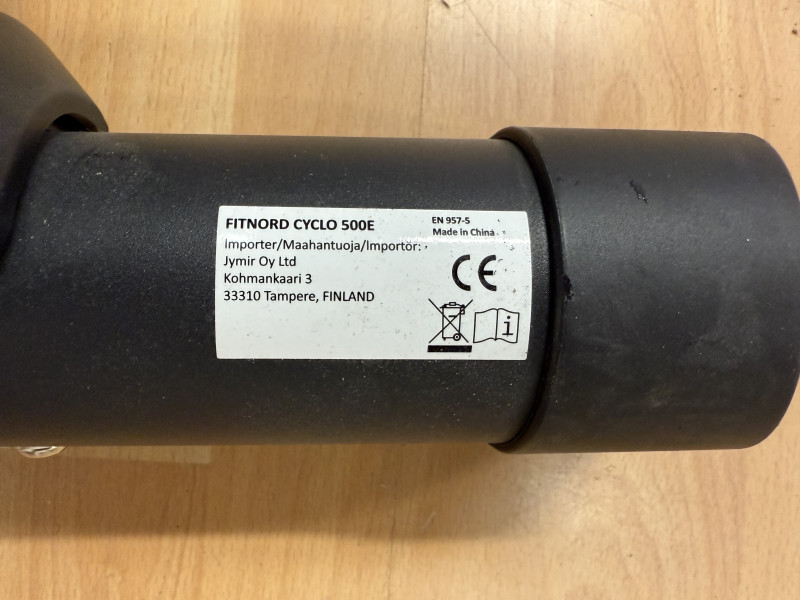 FITNORD CYCLO 500E
Importer/Maahantuoja/Importör:
Jymir Oy Ltd
Kohmankaari 3
33310 Tampere, FINLAND
EN 957-5
Made in China
CE
i